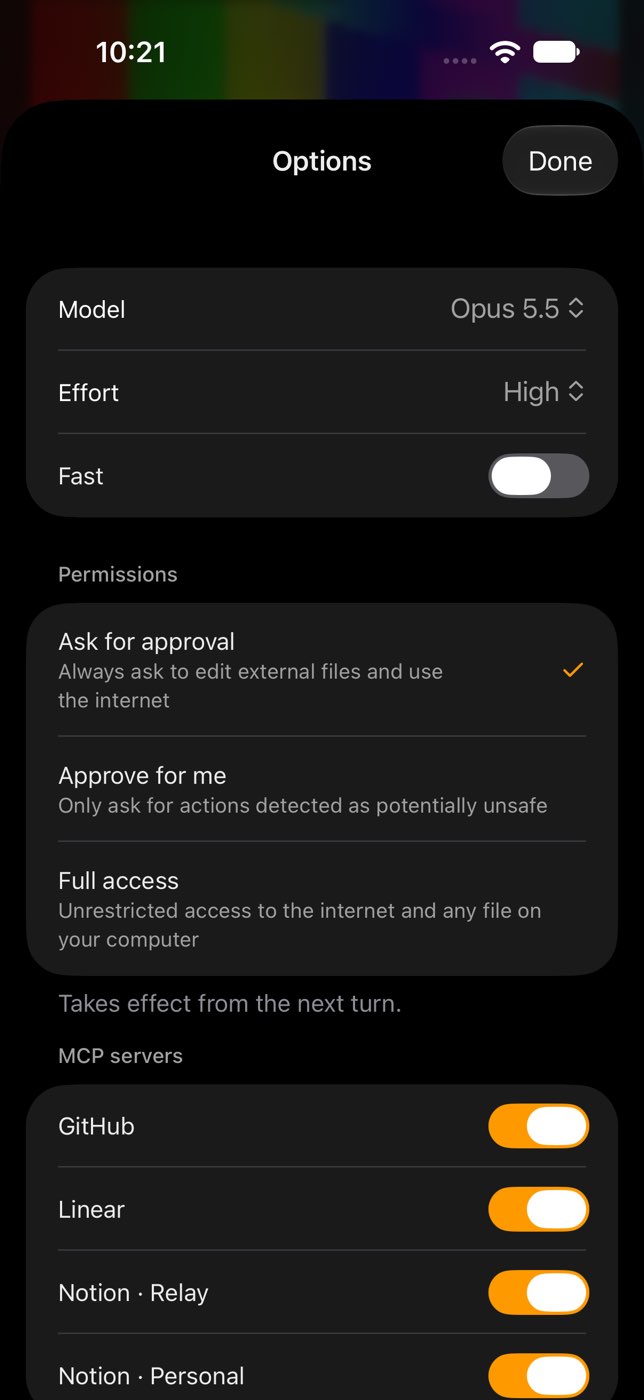 10:21
Options
Done
Model
Opus 5.5
Effort
High
Fast
Permissions
Ask for approval
Always ask to edit external files and use
the internet
Approve for me
Only ask for actions detected as potentially unsafe
Full access
Unrestricted access to the internet and any file on
your computer
Takes effect from the next turn.
MCP servers
GitHub
Linear
Notion · Relay
Notion · Personal